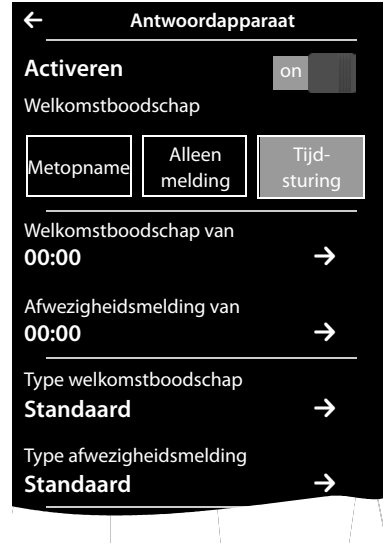 ← Antwoordapparaat
Activeren on
Welkomstboodschap
Metopname
Alleen
melding
Tijd-
sturing
Welkomstboodschap van
00:00 →
Afwezigheidsmelding van
00:00 →
Type welkomstboodschap
Standaard →
Type afwezigheidsmelding
Standaard →